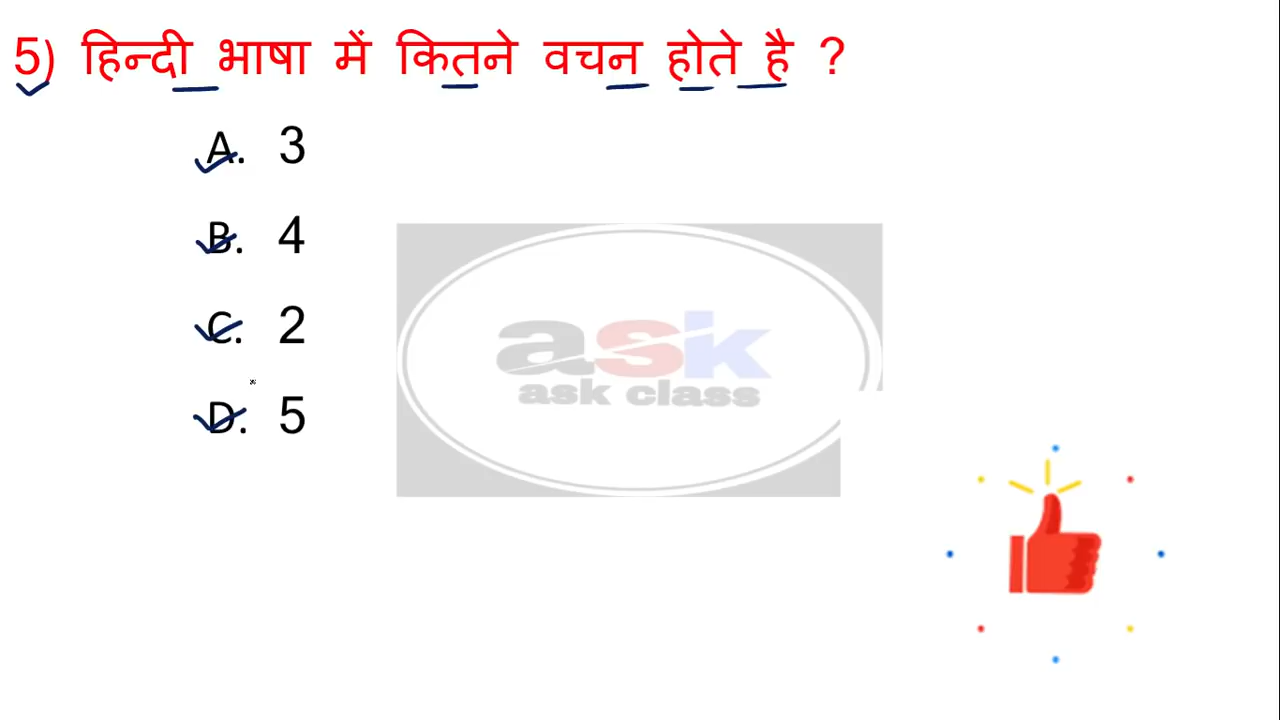 5) हिन्दी भाषा में कितने वचन होते है ?
A. 3
B. 4
C. 2
D. 5
ask
ask class